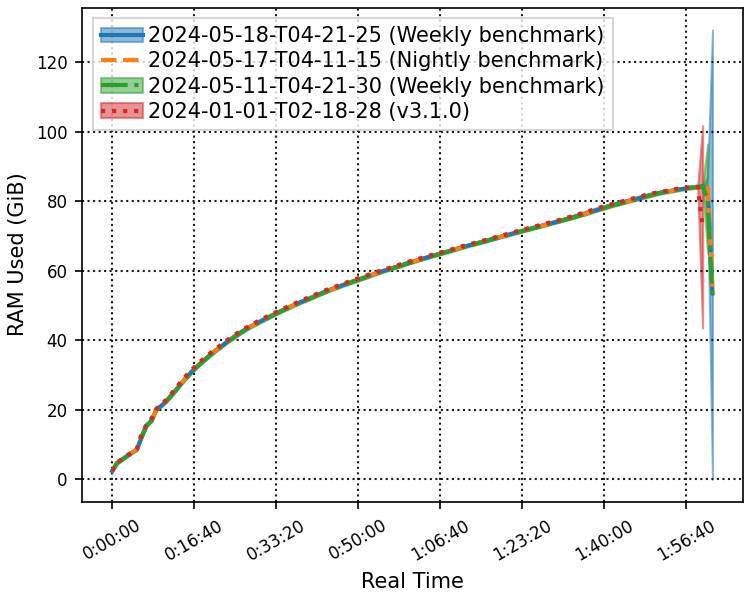 2024-05-18-T04-21-25 (Weekly benchmark)
2024-05-17-T04-11-15 (Nightly benchmark)
2024-05-11-T04-21-30 (Weekly benchmark)
2024-01-01-T02-18-28 (v3.1.0)
120
100
80
60
40
20
0
RAM Used (GiB)
0:00:00
0:16:40
0:33:20
0:50:00
1:06:40
1:23:20
1:40:00
1:56:40
Real Time